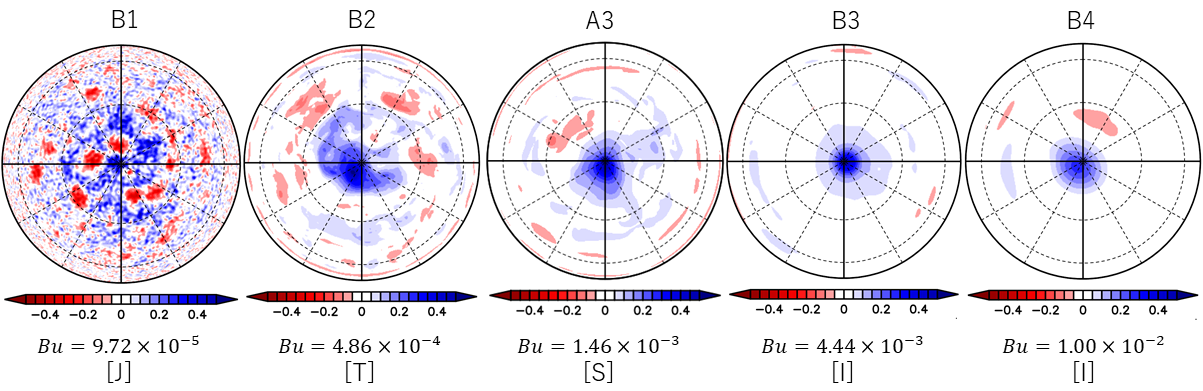 B1 B2 A3 B3 B4
−0.4 −0.2 0 0.2 0.4 −0.4 −0.2 0 0.2 0.4 −0.4 −0.2 0 0.2 0.4 −0.4 −0.2 0 0.2 0.4 −0.4 −0.2 0 0.2 0.4
Bu = 9.72 × 10⁻⁵ Bu = 4.86 × 10⁻⁴ Bu = 1.46 × 10⁻³ Bu = 4.44 × 10⁻³ Bu = 1.00 × 10⁻²
[J] [T] [S] [I] [I]